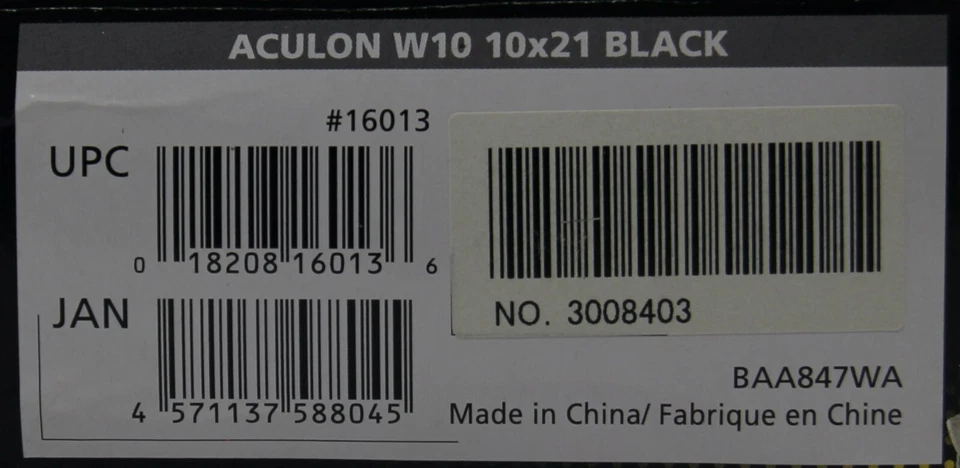 ACULON W10 10x21 BLACK
#16013
UPC
0 18208 16013 6
NO. 3008403
JAN
4 571137 588045
BAA847WA
Made in China/ Fabrique en Chine